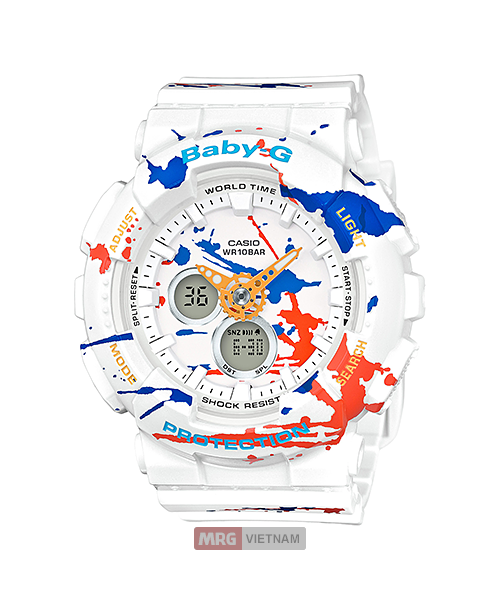 Baby-G
WORLD TIME
ADJUST
LIGHT
CASIO
WR10BAR
SPLIT-RESET
START-STOP
36
SNZ
DST
SPL
MODE
SEARCH
SHOCK RESIST
PROTECTION
MRG VIETNAM